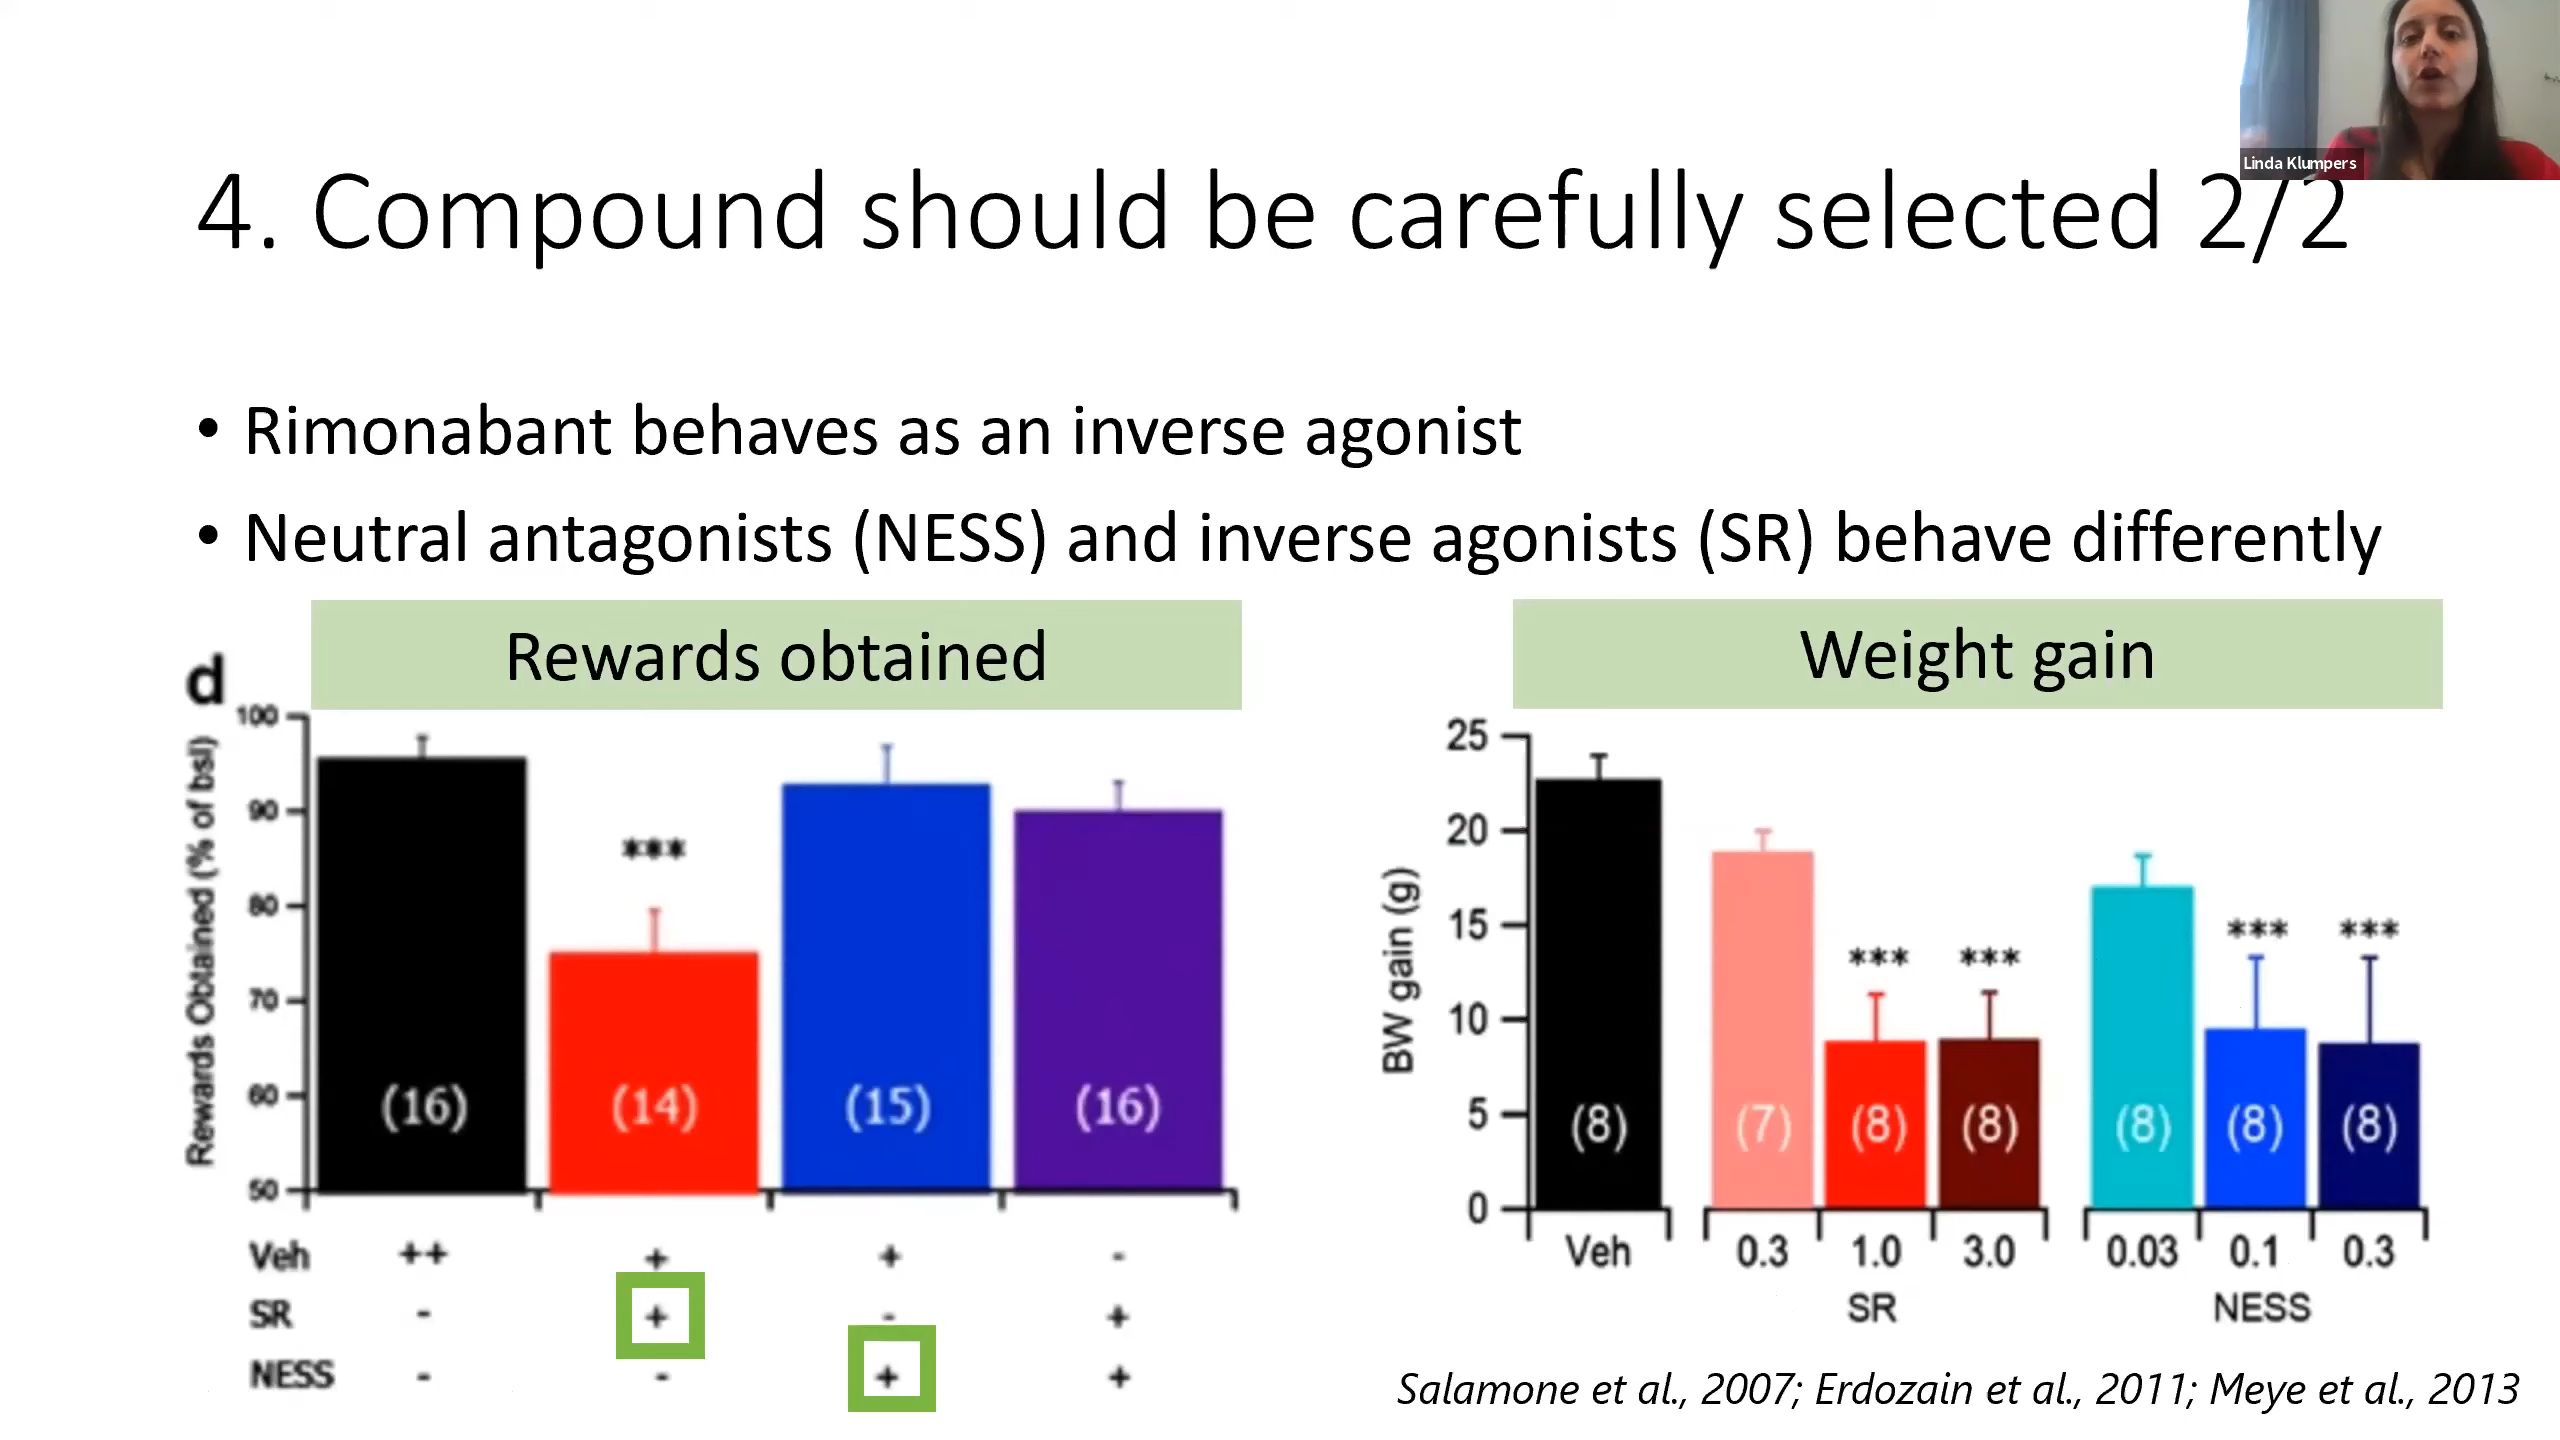 Linda Klumpers
4. Compound should be carefully selected 2/2
• Rimonabant behaves as an inverse agonist
• Neutral antagonists (NESS) and inverse agonists (SR) behave differently
d
Rewards obtained
Rewards Obtained (% of bsl)
100
90
80
70
60
50
***
(16) (14) (15) (16)
Veh ++ + + -
SR - + - +
NESS - - + +
Weight gain
BW gain (g)
25
20
15
10
5
0
*** *** *** ***
(8) (7) (8) (8) (8) (8) (8)
Veh 0.3 1.0 3.0 0.03 0.1 0.3
SR NESS
Salamone et al., 2007; Erdozain et al., 2011; Meye et al., 2013